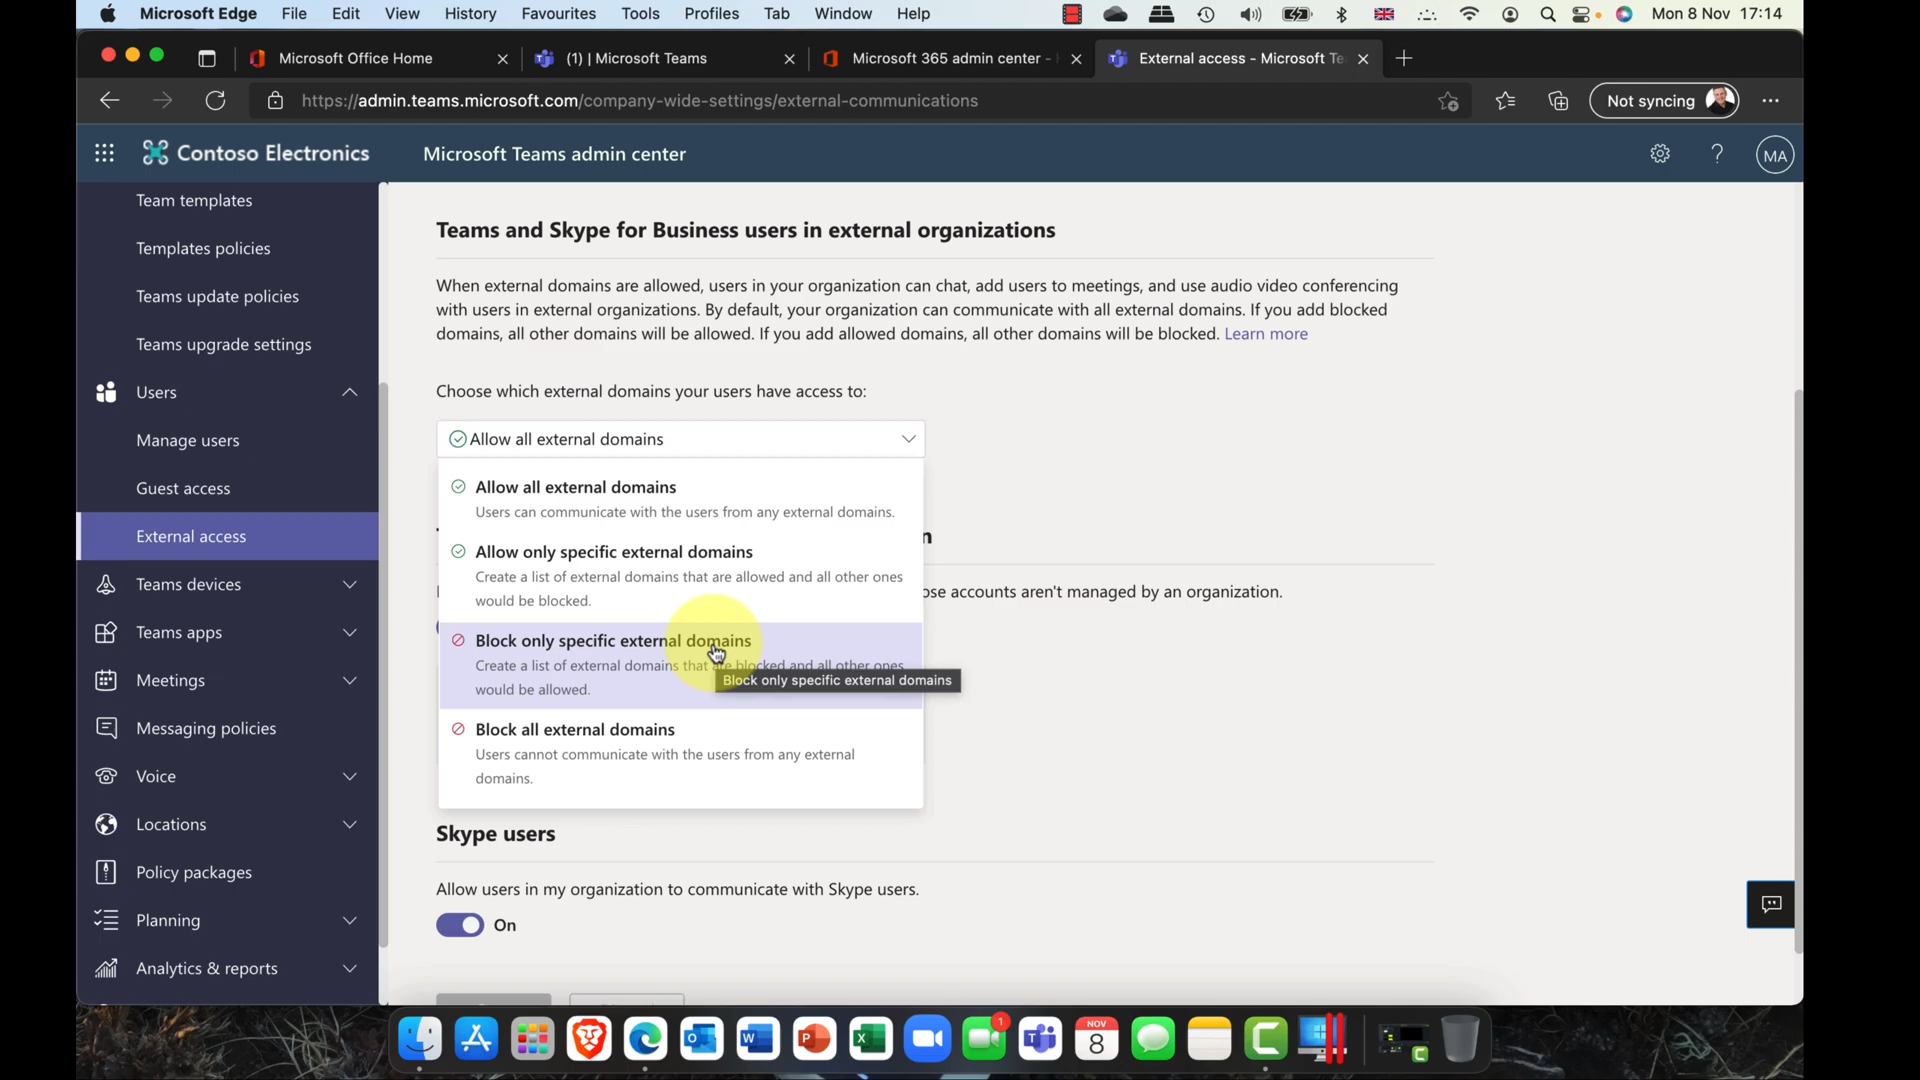 Microsoft Edge File Edit View History Favourites Tools Profiles Tab Window Help Mon 8 Nov 17:14
Microsoft Office Home (1) | Microsoft Teams Microsoft 365 admin center - External access - Microsoft Te
https://admin.teams.microsoft.com/company-wide-settings/external-communications Not syncing
Contoso Electronics Microsoft Teams admin center ? MA
Team templates
Templates policies
Teams update policies
Teams upgrade settings
Users
Manage users
Guest access
External access
Teams devices
Teams apps
Meetings
Messaging policies
Voice
Locations
Policy packages
Planning
Analytics & reports
Teams and Skype for Business users in external organizations
When external domains are allowed, users in your organization can chat, add users to meetings, and use audio video conferencing
with users in external organizations. By default, your organization can communicate with all external domains. If you add blocked
domains, all other domains will be allowed. If you add allowed domains, all other domains will be blocked. Learn more
Choose which external domains your users have access to:
Allow all external domains
Allow all external domains
Users can communicate with the users from any external domains.
Allow only specific external domains
Create a list of external domains that are allowed and all other ones
would be blocked.
ose accounts aren't managed by an organization.
Block only specific external domains
Create a list of external domains that are blocked and all other ones
would be allowed.
Block only specific external domains
Block all external domains
Users cannot communicate with the users from any external
domains.
Skype users
Allow users in my organization to communicate with Skype users.
On
1
NOV
8